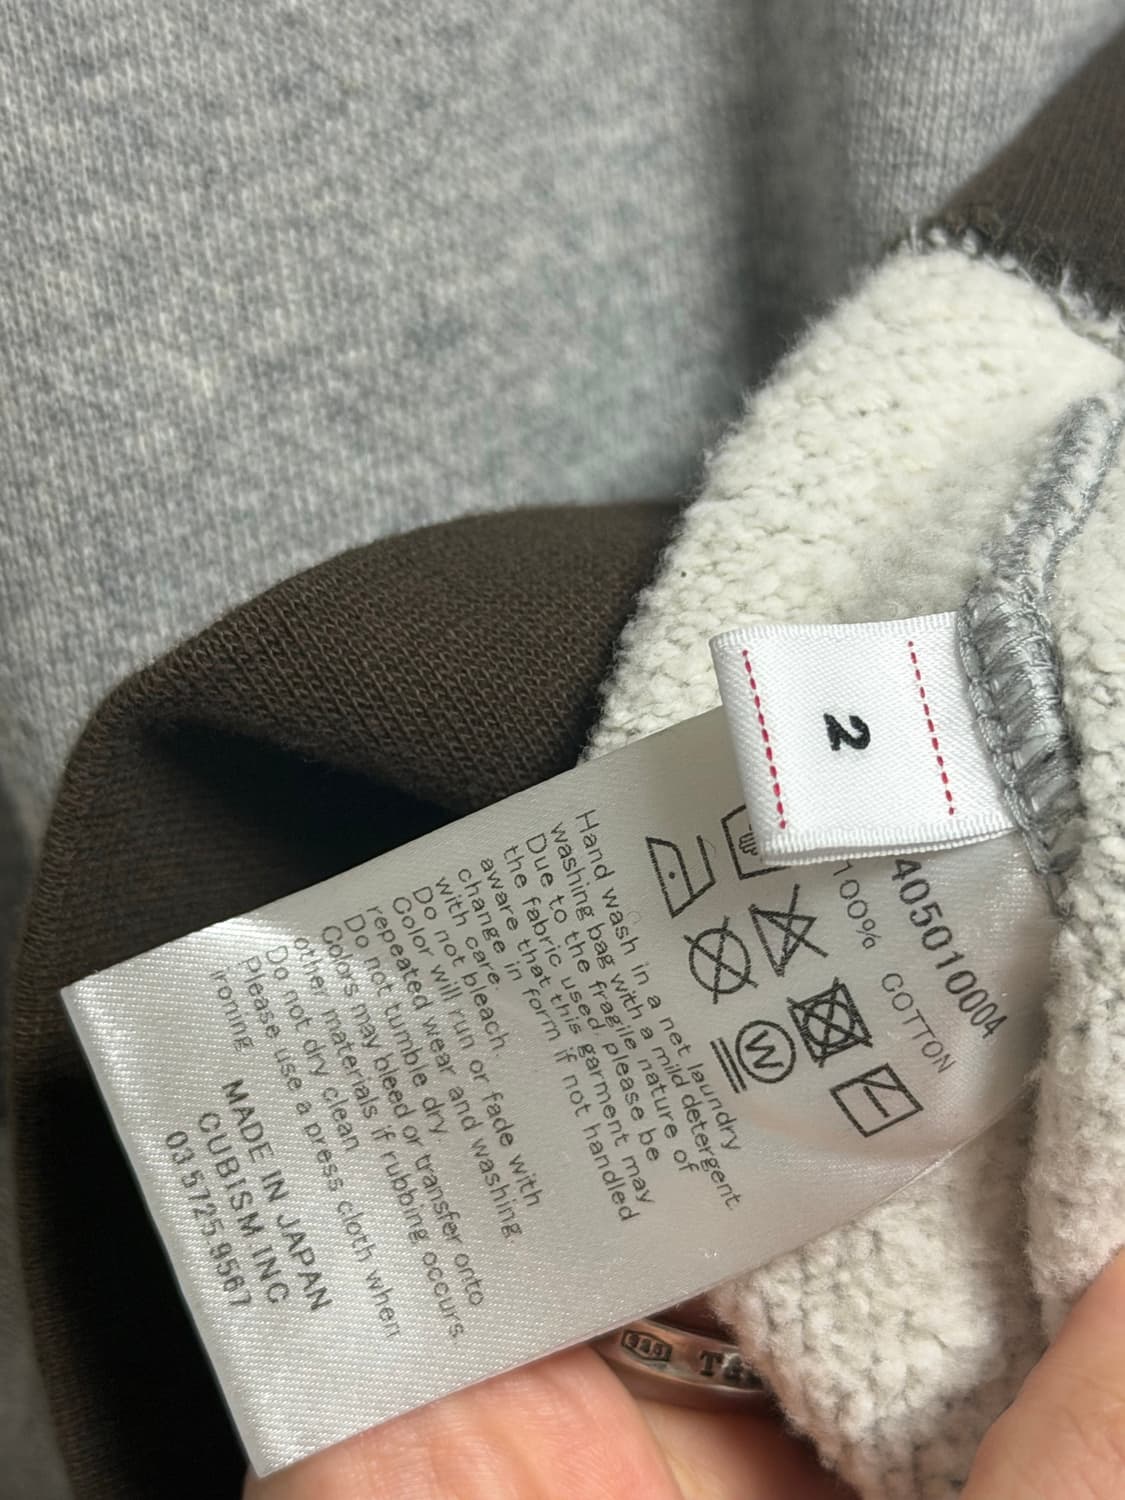 2
405010004
100% COTTON
W
Hand wash in a net laundry
washing bag with a mild detergent.
Due to the fragile nature of
the fabric used please be
aware that this garment may
change in form if not handled
with care.
Do not bleach.
Color will run or fade with
repeated wear and washing.
Do not tumble dry.
Colors may bleed or transfer onto
other materials if rubbing occurs.
Do not dry clean
Please use a press cloth when
ironing
MADE IN JAPAN
CUBISM INC
03 5725 9567
925